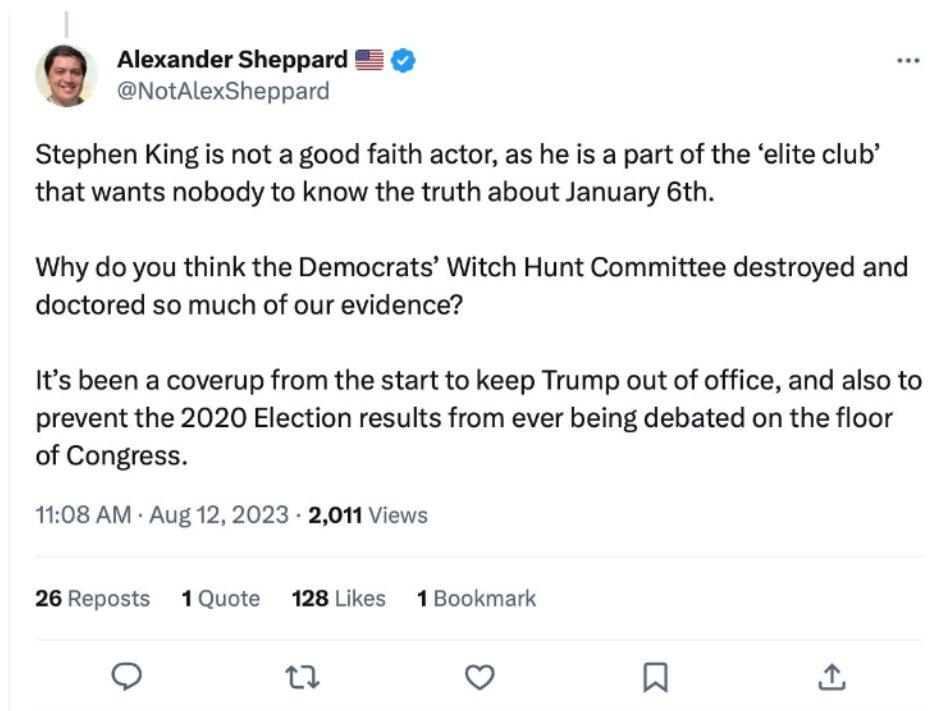 Alexander Sheppard 🇺🇸
@NotAlexSheppard
Stephen King is not a good faith actor, as he is a part of the ‘elite club’
that wants nobody to know the truth about January 6th.
Why do you think the Democrats’ Witch Hunt Committee destroyed and
doctored so much of our evidence?
It’s been a coverup from the start to keep Trump out of office, and also to
prevent the 2020 Election results from ever being debated on the floor
of Congress.
11:08 AM · Aug 12, 2023 · 2,011 Views
26 Reposts 1 Quote 128 Likes 1 Bookmark